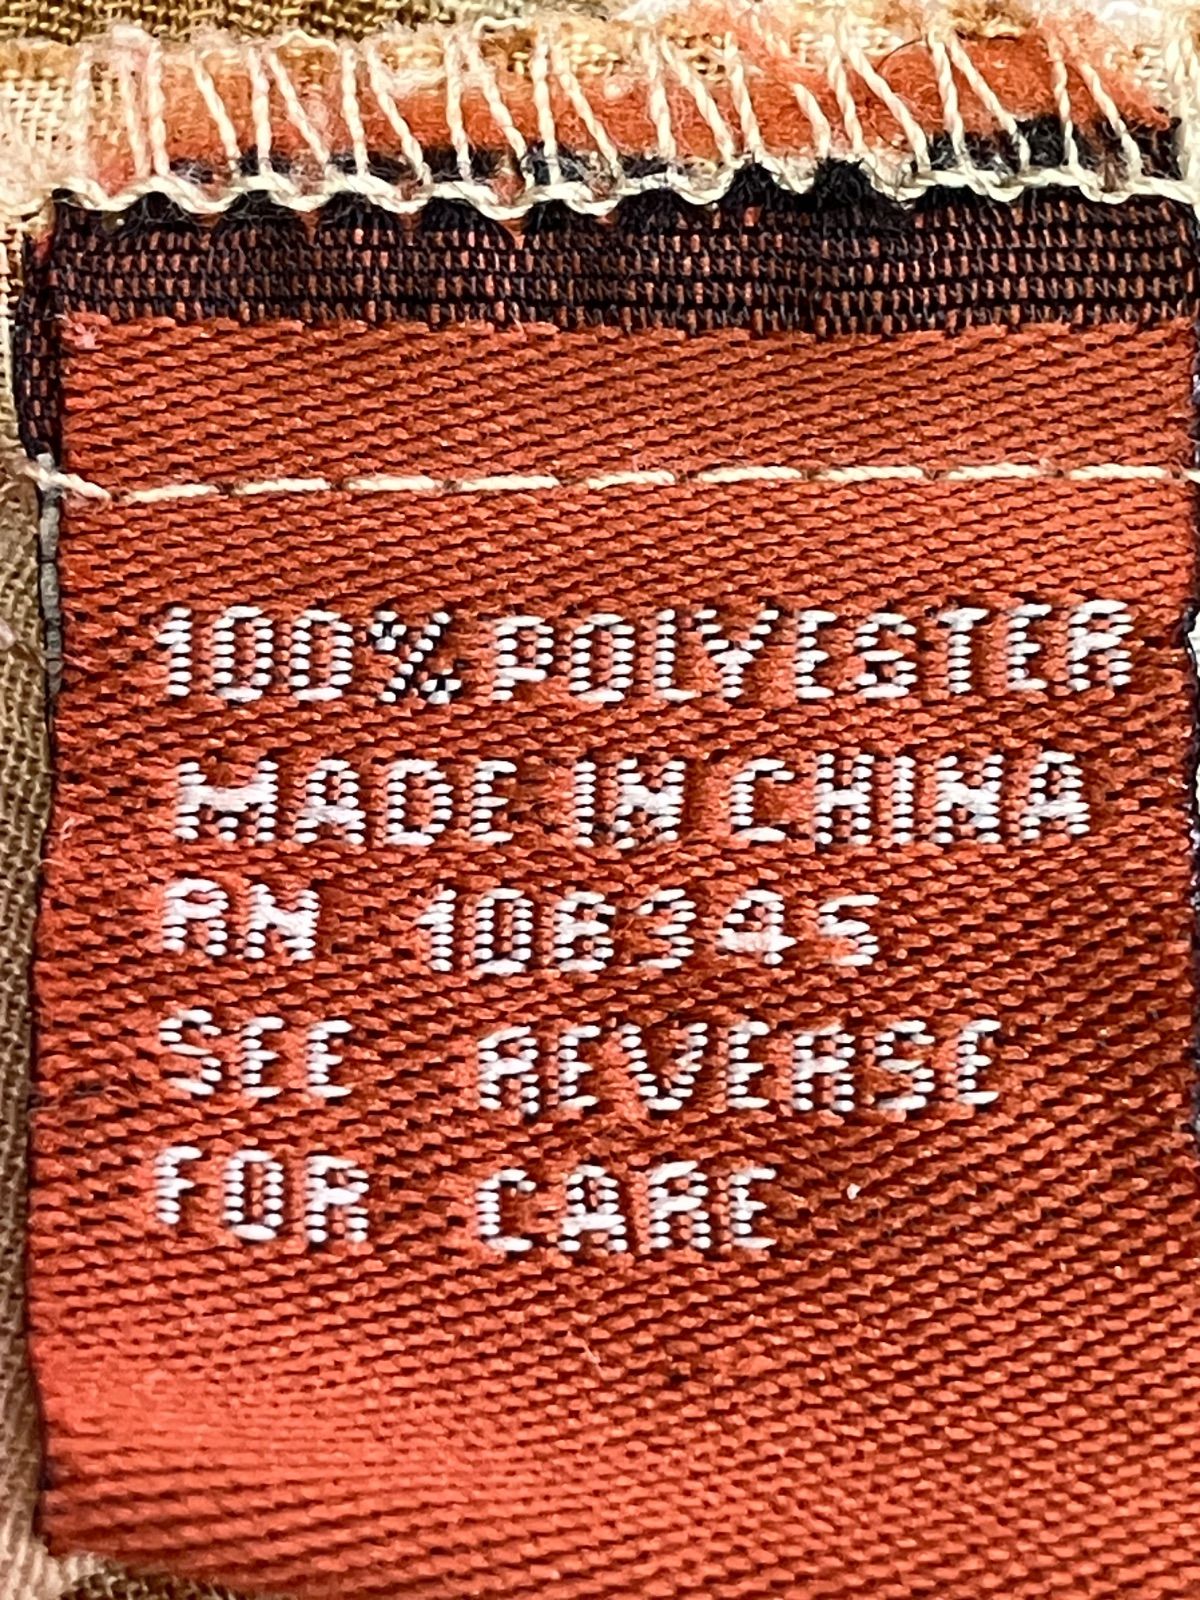 100% POLYESTER
MADE IN CHINA
RN 106345
SEE REVERSE
FOR CARE